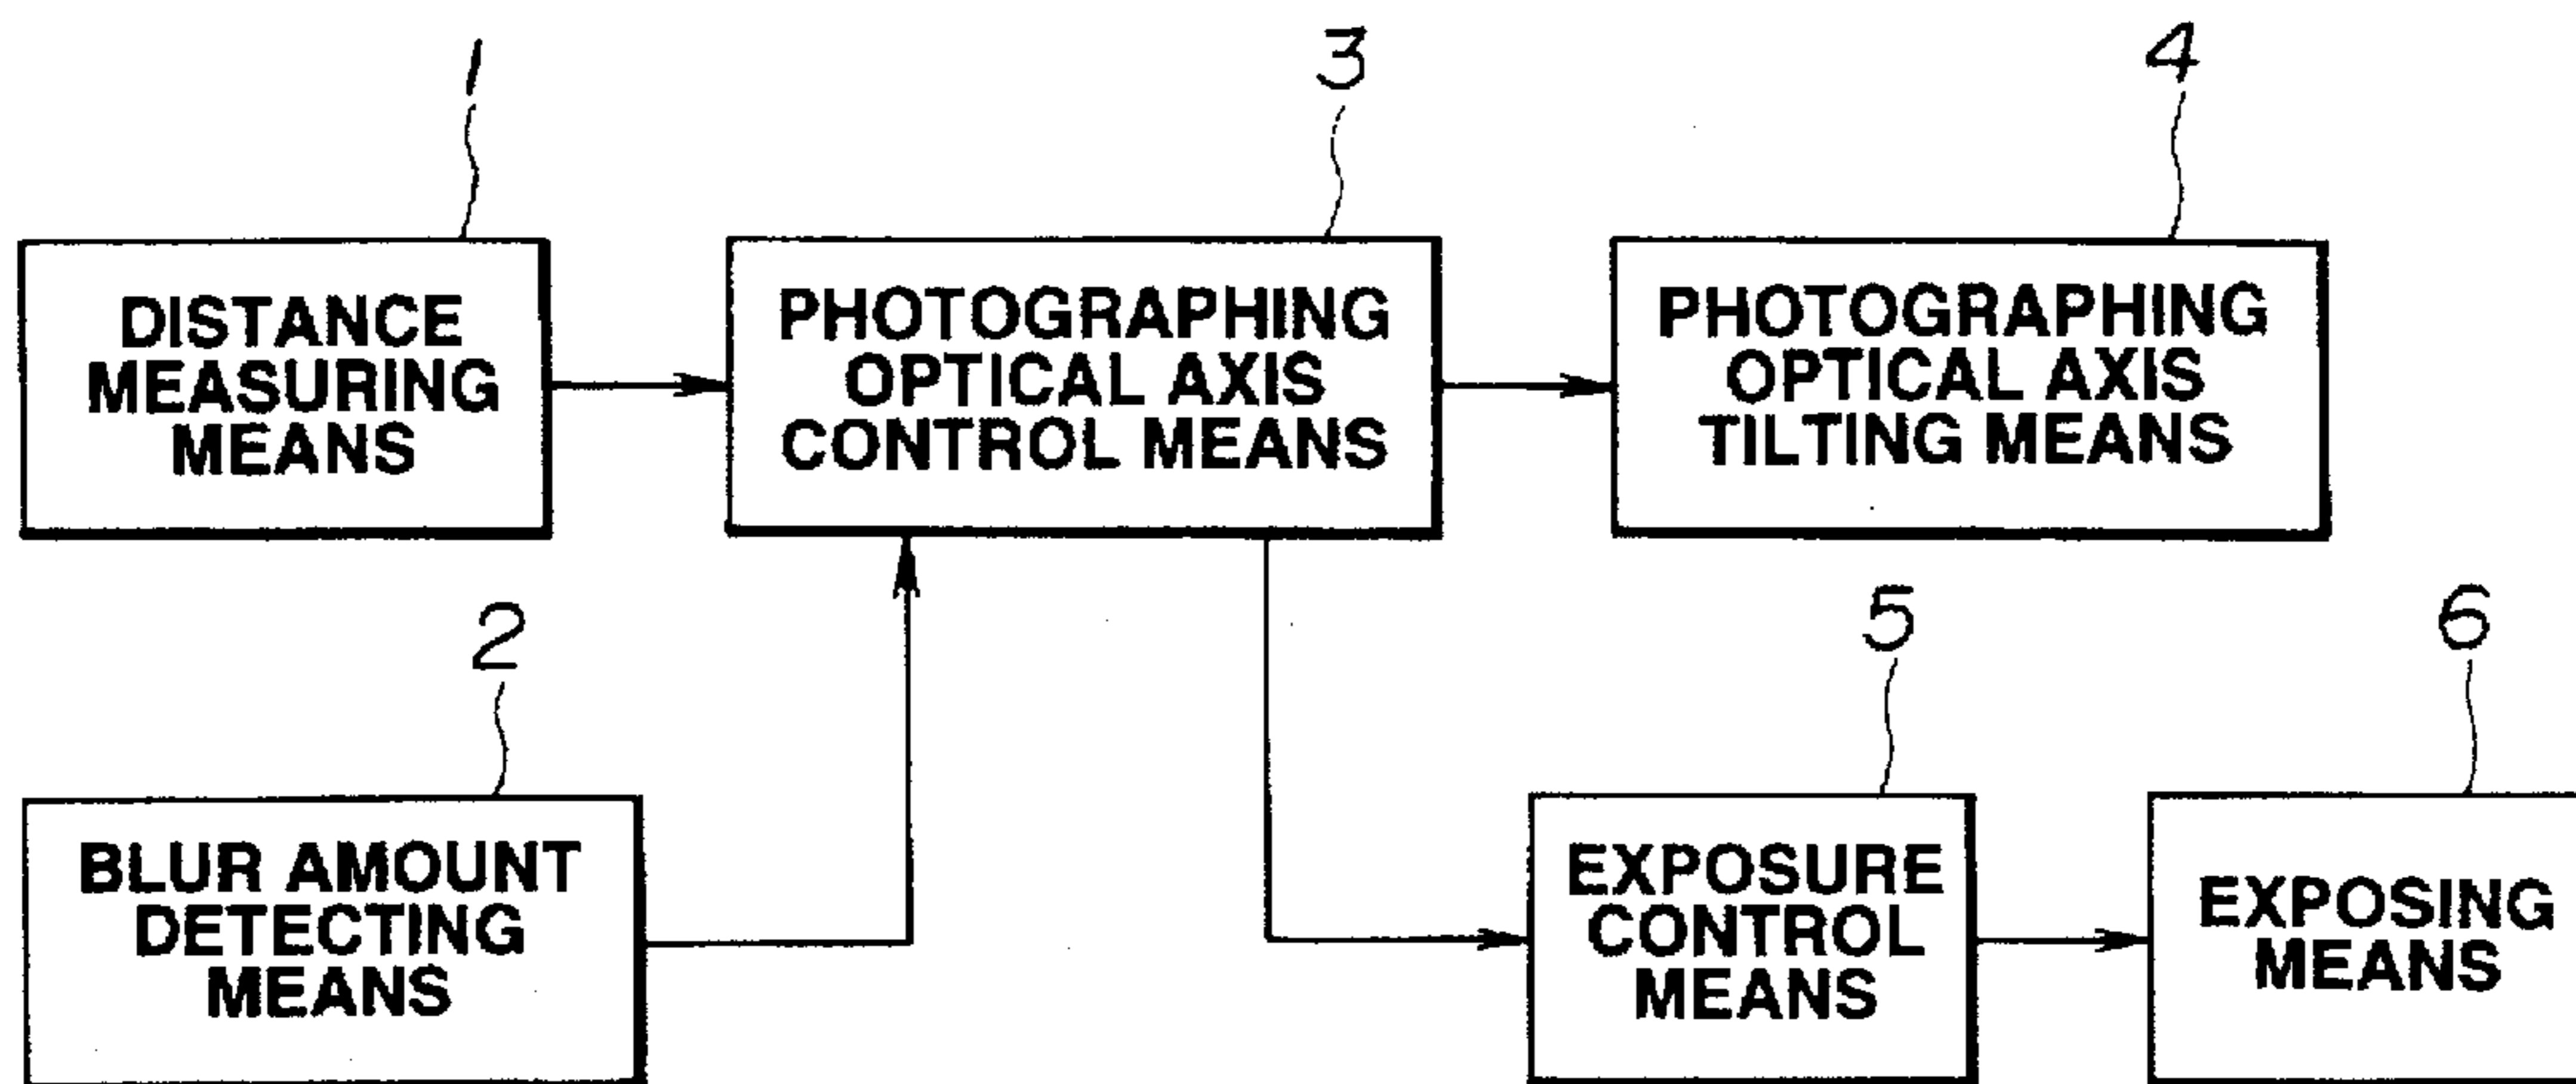 1
3
4
DISTANCE
MEASURING
MEANS
PHOTOGRAPHING
OPTICAL AXIS
CONTROL MEANS
PHOTOGRAPHING
OPTICAL AXIS
TILTING MEANS
2
5
6
BLUR AMOUNT
DETECTING
MEANS
EXPOSURE
CONTROL
MEANS
EXPOSING
MEANS